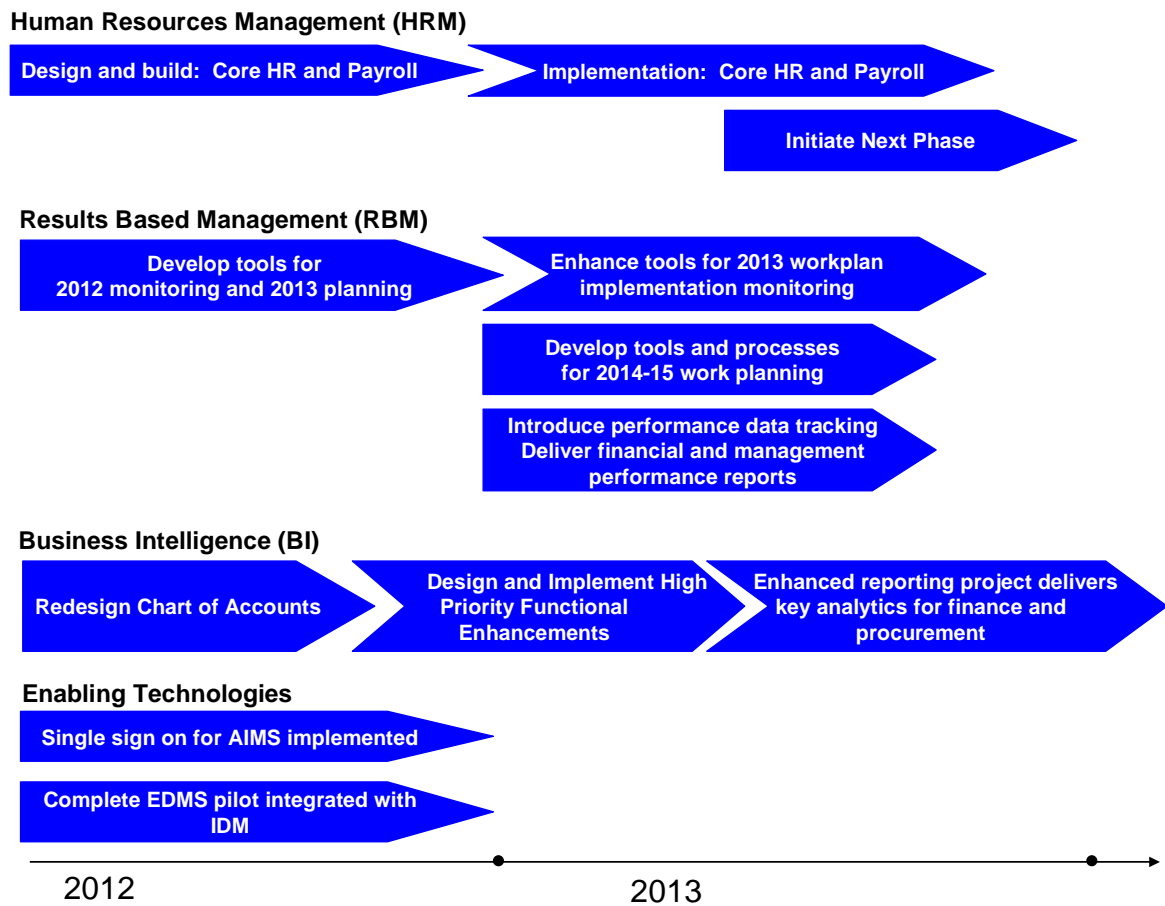 Human Resources Management (HRM)
Design and build:  Core HR and Payroll
Implementation:  Core HR and Payroll
Initiate Next Phase
Results Based Management (RBM)
Develop tools for
2012 monitoring and 2013 planning
Enhance tools for 2013 workplan
implementation monitoring
Develop tools and processes
for 2014-15 work planning
Introduce performance data tracking
Deliver financial and management
performance reports
Business Intelligence (BI)
Redesign Chart of Accounts
Design and Implement High
Priority Functional
Enhancements
Enhanced reporting project delivers
key analytics for finance and
procurement
Enabling Technologies
Single sign on for AIMS implemented
Complete EDMS pilot integrated with
IDM
2012
2013